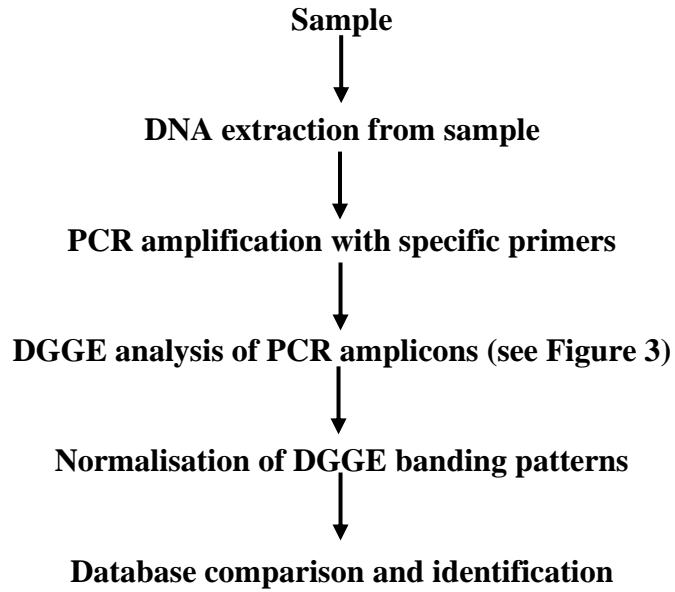 Sample
DNA extraction from sample
PCR amplification with specific primers
DGGE analysis of PCR amplicons (see Figure 3)
Normalisation of DGGE banding patterns
Database comparison and identification